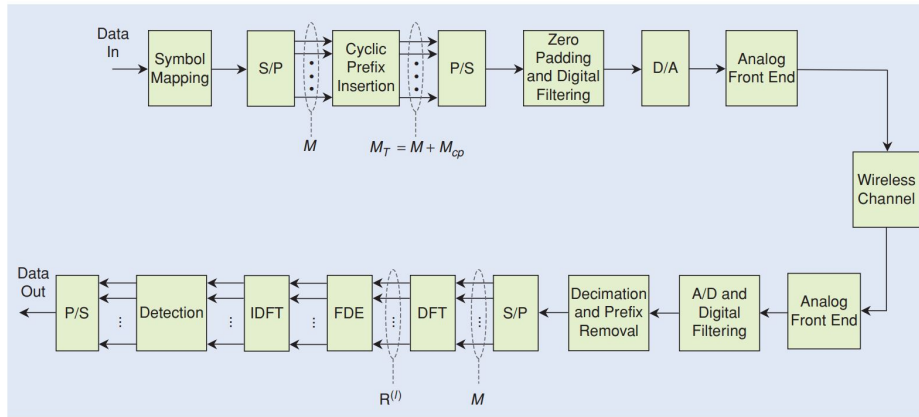 Data
In
Symbol
Mapping
S/P
Cyclic
Prefix
Insertion
P/S
Zero
Padding
and Digital
Filtering
D/A
Analog
Front End
M
M_T = M + M_cp
Wireless
Channel
Data
Out
P/S
Detection
IDFT
FDE
DFT
S/P
Decimation
and Prefix
Removal
A/D and
Digital
Filtering
Analog
Front End
R^(l)
M